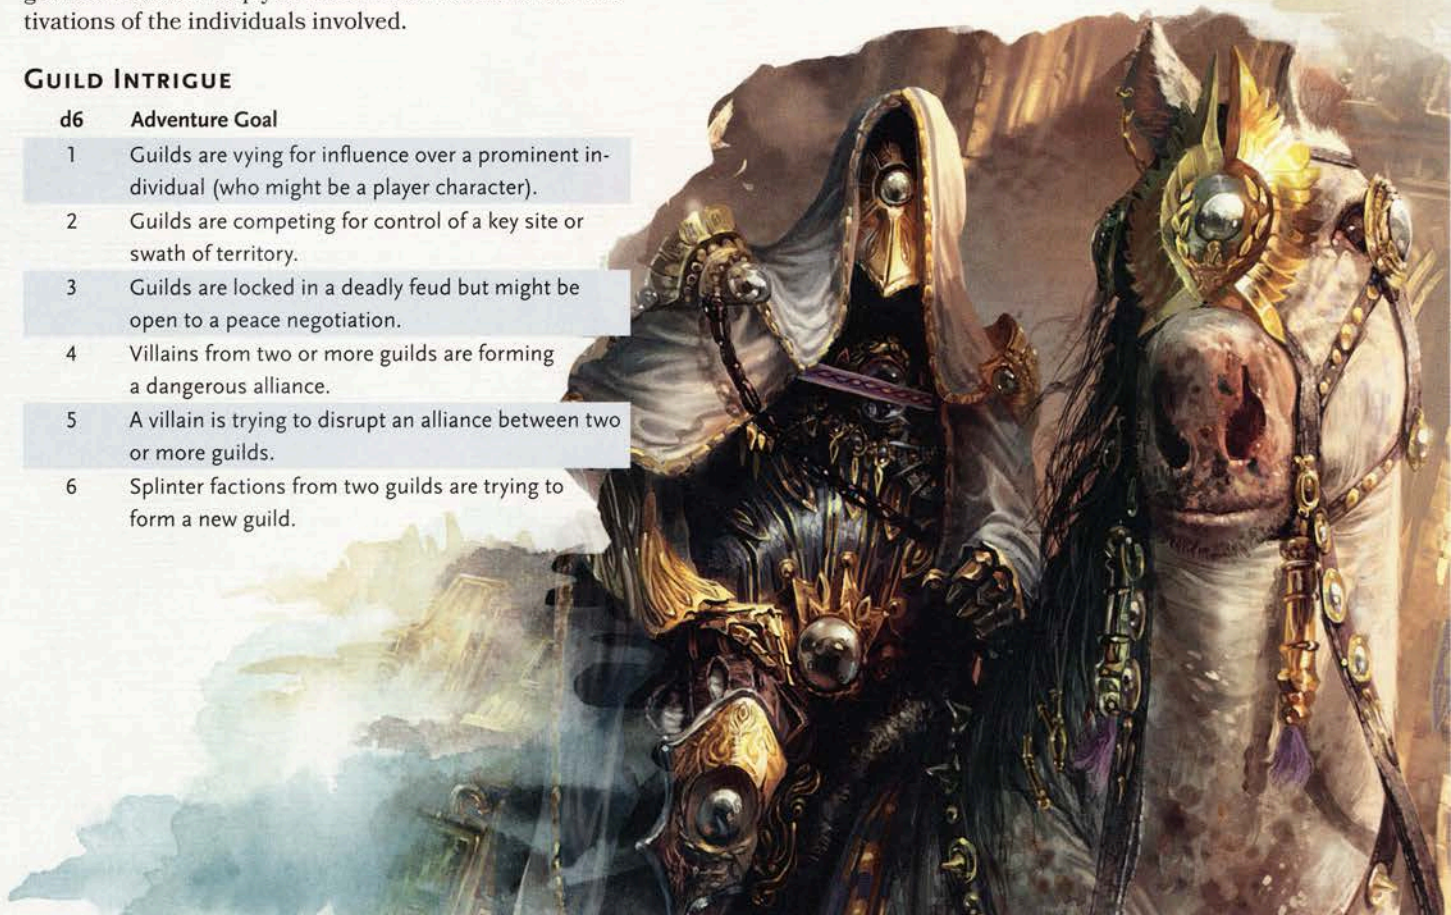 tivations of the individuals involved.
Guild Intrigue
d6 Adventure Goal
1 Guilds are vying for influence over a prominent in-
dividual (who might be a player character).
2 Guilds are competing for control of a key site or
swath of territory.
3 Guilds are locked in a deadly feud but might be
open to a peace negotiation.
4 Villains from two or more guilds are forming
a dangerous alliance.
5 A villain is trying to disrupt an alliance between two
or more guilds.
6 Splinter factions from two guilds are trying to
form a new guild.